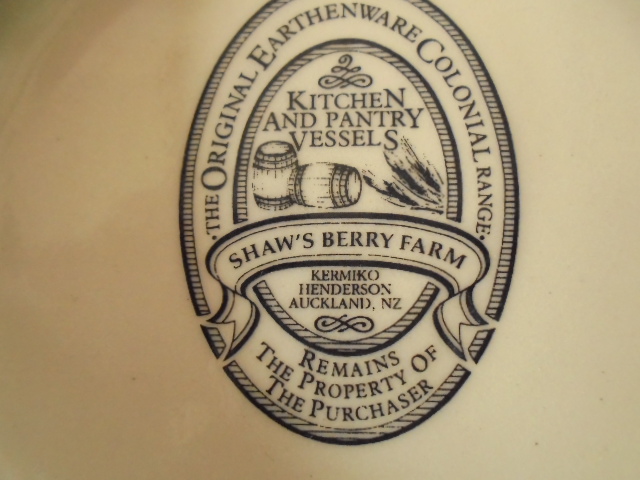 THE ORIGINAL EARTHENWARE COLONIAL RANGE.
KITCHEN
AND PANTRY
VESSELS
SHAW'S BERRY FARM
KERMIKO
HENDERSON
AUCKLAND, NZ
REMAINS
THE PROPERTY OF
THE PURCHASER